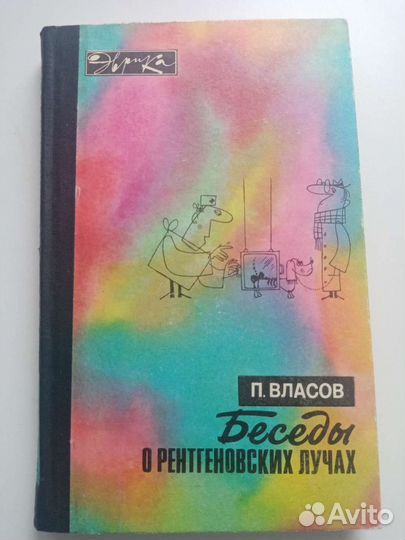 Эврика
П. ВЛАСОВ
Беседы
О РЕНТГЕНОВСКИХ ЛУЧАХ
Avito